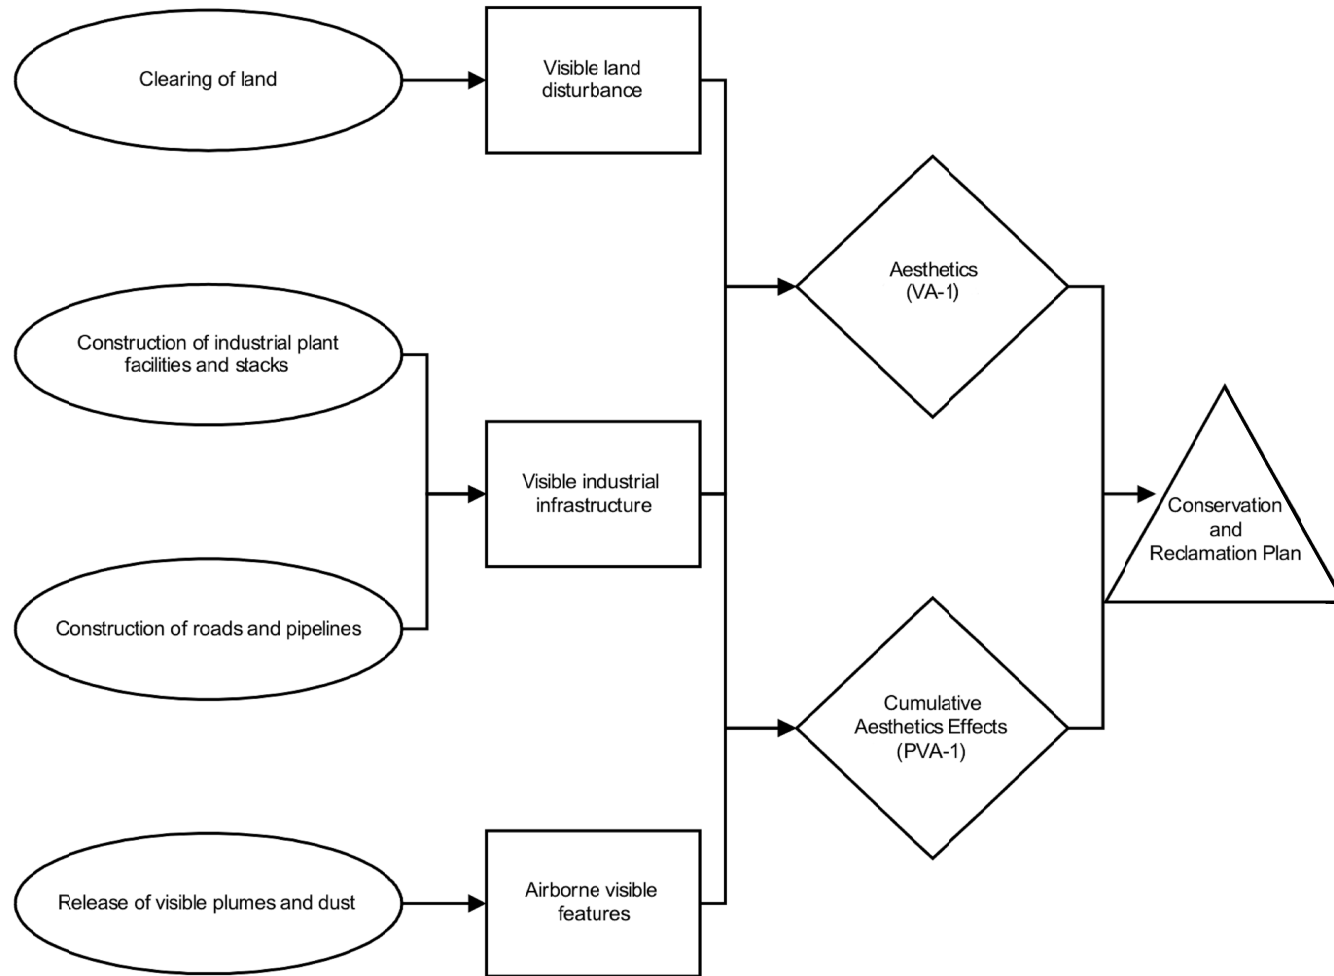 Clearing of land
Visible land
disturbance
Aesthetics
(VA-1)
Construction of industrial plant
facilities and stacks
Visible industrial
infrastructure
Conservation
and
Reclamation Plan
Construction of roads and pipelines
Cumulative
Aesthetics Effects
(PVA-1)
Release of visible plumes and dust
Airborne visible
features